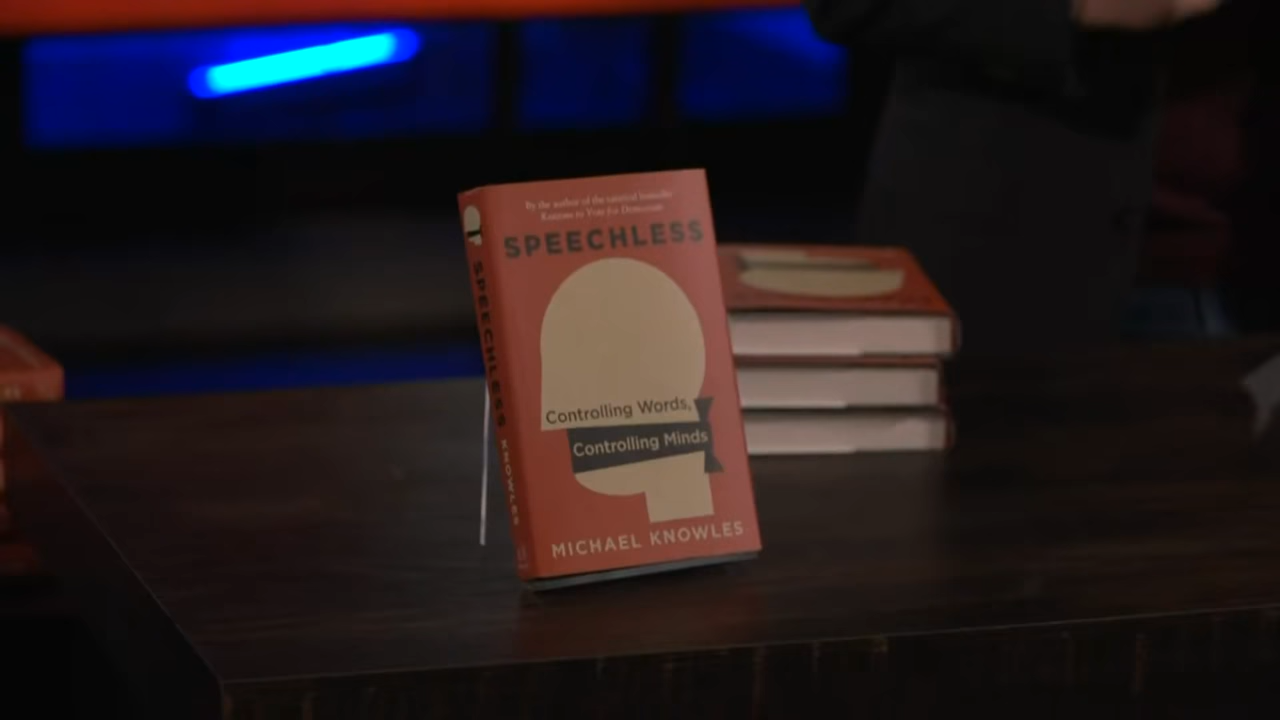 By the author of the national bestseller
Reasons to Vote for Democrats
SPEECHLESS
Controlling Words,
Controlling Minds
MICHAEL KNOWLES
SPEECHLESS KNOWLES